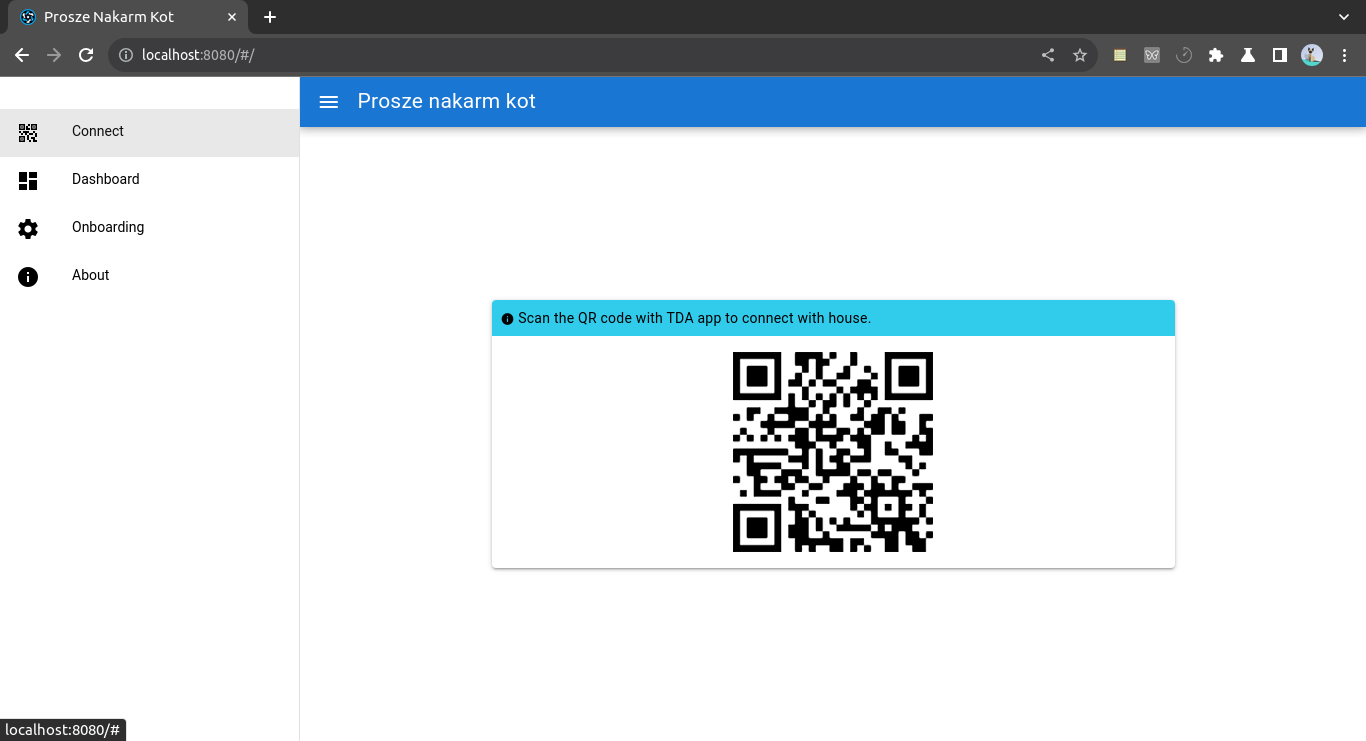 Prosze Nakarm Kot
localhost:8080/#/
Prosze nakarm kot
Connect
Dashboard
Onboarding
About
Scan the QR code with TDA app to connect with house.
localhost:8080/#